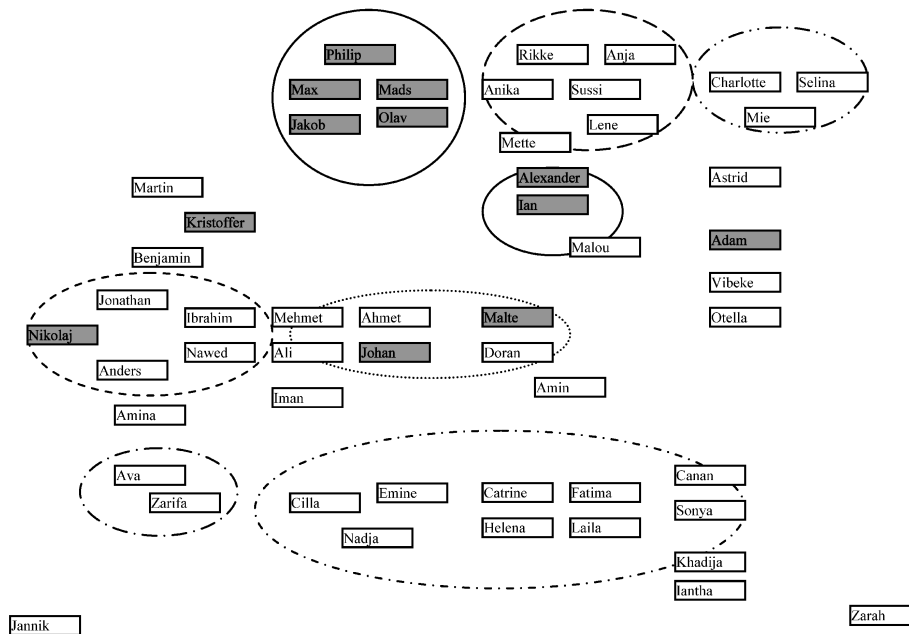 Philip
Rikke
Anja
Max
Mads
Anika
Sussi
Charlotte
Selina
Jakob
Olav
Lene
Mie
Mette
Alexander
Astrid
Martin
Ian
Kristoffer
Malou
Adam
Benjamin
Vibeke
Jonathan
Ibrahim
Mehmet
Ahmet
Malte
Otella
Nikolaj
Nawed
Ali
Johan
Doran
Anders
Amin
Iman
Amina
Ava
Canan
Zarifa
Cilla
Emine
Catrine
Fatima
Sonya
Nadja
Helena
Laila
Khadija
Iantha
Jannik
Zarah